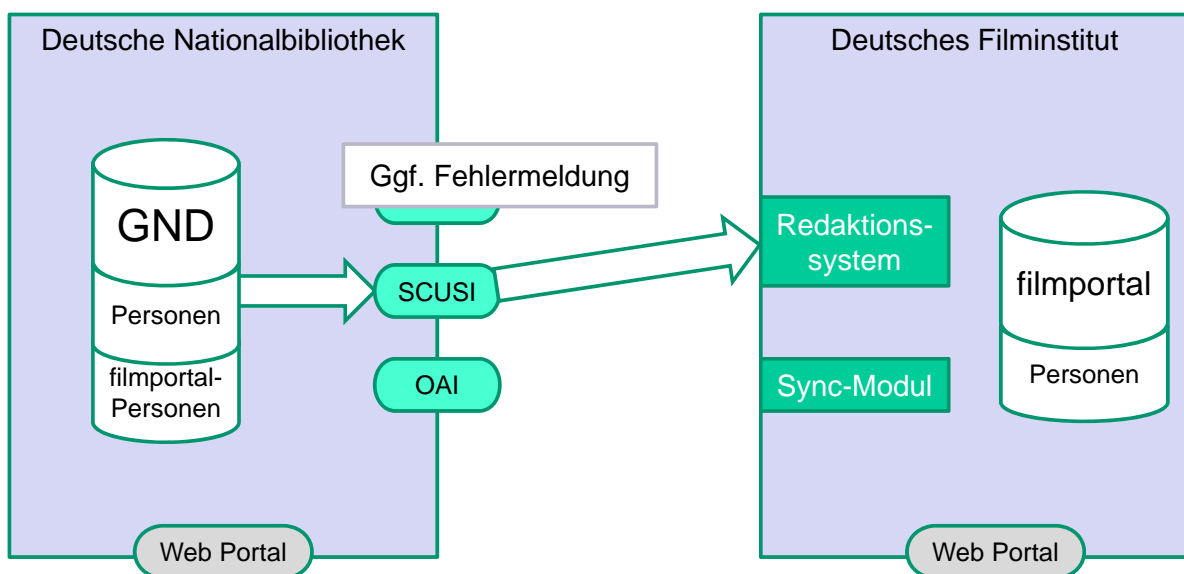 Deutsche Nationalbibliothek
GND
Personen
filmportal-
Personen
Ggf. Fehlermeldung
SCUSI
OAI
Web Portal
Deutsches Filminstitut
Redaktions-
system
Sync-Modul
filmportal
Personen
Web Portal